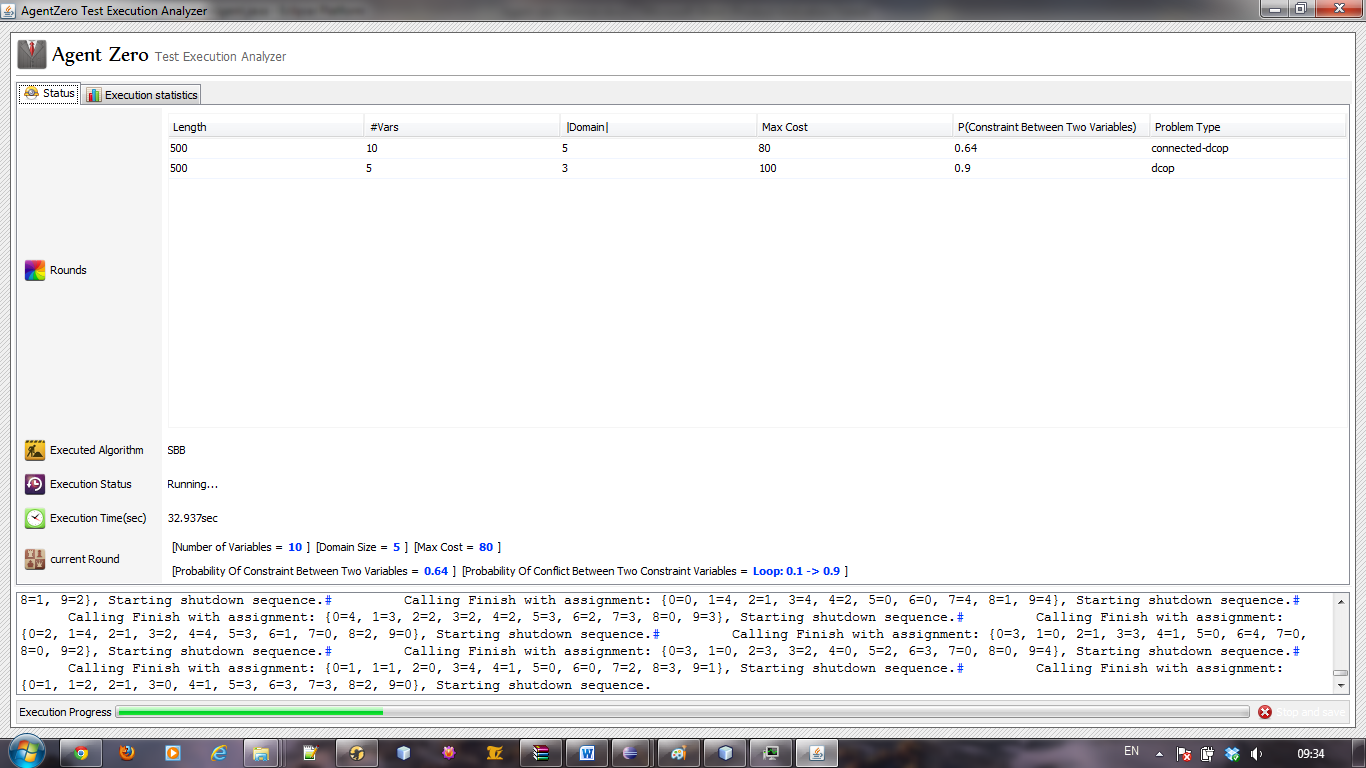 AgentZero Test Execution Analyzer
Agent Zero Test Execution Analyzer
Status Execution statistics
Length #Vars |Domain| Max Cost P(Constraint Between Two Variables) Problem Type
500 10 5 80 0.64 connected-dcop
500 5 3 100 0.9 dcop
Rounds
Executed Algorithm SBB
Execution Status Running...
Execution Time(sec) 32.937sec
current Round [Number of Variables = 10 ] [Domain Size = 5 ] [Max Cost = 80 ]
[Probability Of Constraint Between Two Variables = 0.64 ] [Probability Of Conflict Between Two Constraint Variables = Loop: 0.1 -> 0.9 ]
8=1, 9=2}, Starting shutdown sequence.# Calling Finish with assignment: {0=0, 1=4, 2=1, 3=4, 4=2, 5=0, 6=0, 7=4, 8=1, 9=4}, Starting shutdown sequence.#
Calling Finish with assignment: {0=4, 1=3, 2=2, 3=2, 4=2, 5=3, 6=2, 7=3, 8=0, 9=3}, Starting shutdown sequence.# Calling Finish with assignment:
{0=2, 1=4, 2=1, 3=2, 4=4, 5=3, 6=1, 7=0, 8=2, 9=0}, Starting shutdown sequence.# Calling Finish with assignment: {0=3, 1=0, 2=1, 3=3, 4=1, 5=0, 6=4, 7=0,
8=0, 9=2}, Starting shutdown sequence.# Calling Finish with assignment: {0=3, 1=0, 2=3, 3=2, 4=0, 5=2, 6=3, 7=0, 8=0, 9=4}, Starting shutdown sequence.#
Calling Finish with assignment: {0=1, 1=1, 2=0, 3=4, 4=1, 5=0, 6=0, 7=2, 8=3, 9=1}, Starting shutdown sequence.# Calling Finish with assignment:
{0=1, 1=2, 2=1, 3=0, 4=1, 5=3, 6=3, 7=3, 8=2, 9=0}, Starting shutdown sequence.
Execution Progress Stop and save
EN 09:34